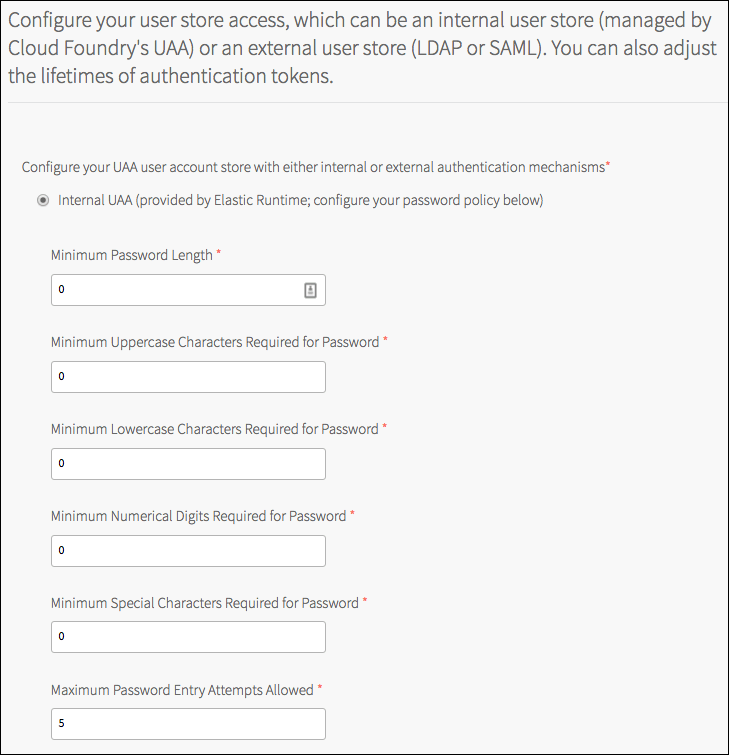 Configure your user store access, which can be an internal user store (managed by
Cloud Foundry's UAA) or an external user store (LDAP or SAML). You can also adjust
the lifetimes of authentication tokens.
Configure your UAA user account store with either internal or external authentication mechanisms*
Internal UAA (provided by Elastic Runtime; configure your password policy below)
Minimum Password Length *
0
Minimum Uppercase Characters Required for Password *
0
Minimum Lowercase Characters Required for Password *
0
Minimum Numerical Digits Required for Password *
0
Minimum Special Characters Required for Password *
0
Maximum Password Entry Attempts Allowed *
5